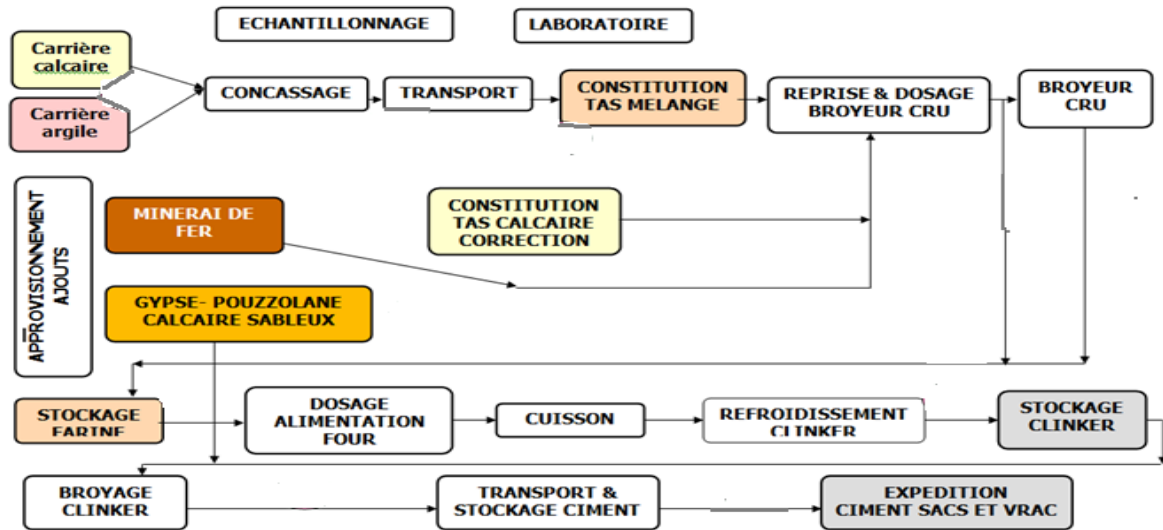 ECHANTILLONNAGE
LABORATOIRE
Carrière
calcaire
Carrière
argile
CONCASSAGE
TRANSPORT
CONSTITUTION
TAS MELANGE
REPRISE & DOSAGE
BROYEUR CRU
BROYEUR
CRU
APPROVISIONNEMENT
AJOUTS
MINERAI DE
FER
CONSTITUTION
TAS CALCAIRE
CORRECTION
GYPSE- POUZZOLANE
CALCAIRE SABLEUX
STOCKAGE
FARINE
DOSAGE
ALIMENTATION
FOUR
CUISSON
REFROIDISSEMENT
CLINKER
STOCKAGE
CLINKER
BROYAGE
CLINKER
TRANSPORT &
STOCKAGE CIMENT
EXPEDITION
CIMENT SACS ET VRAC